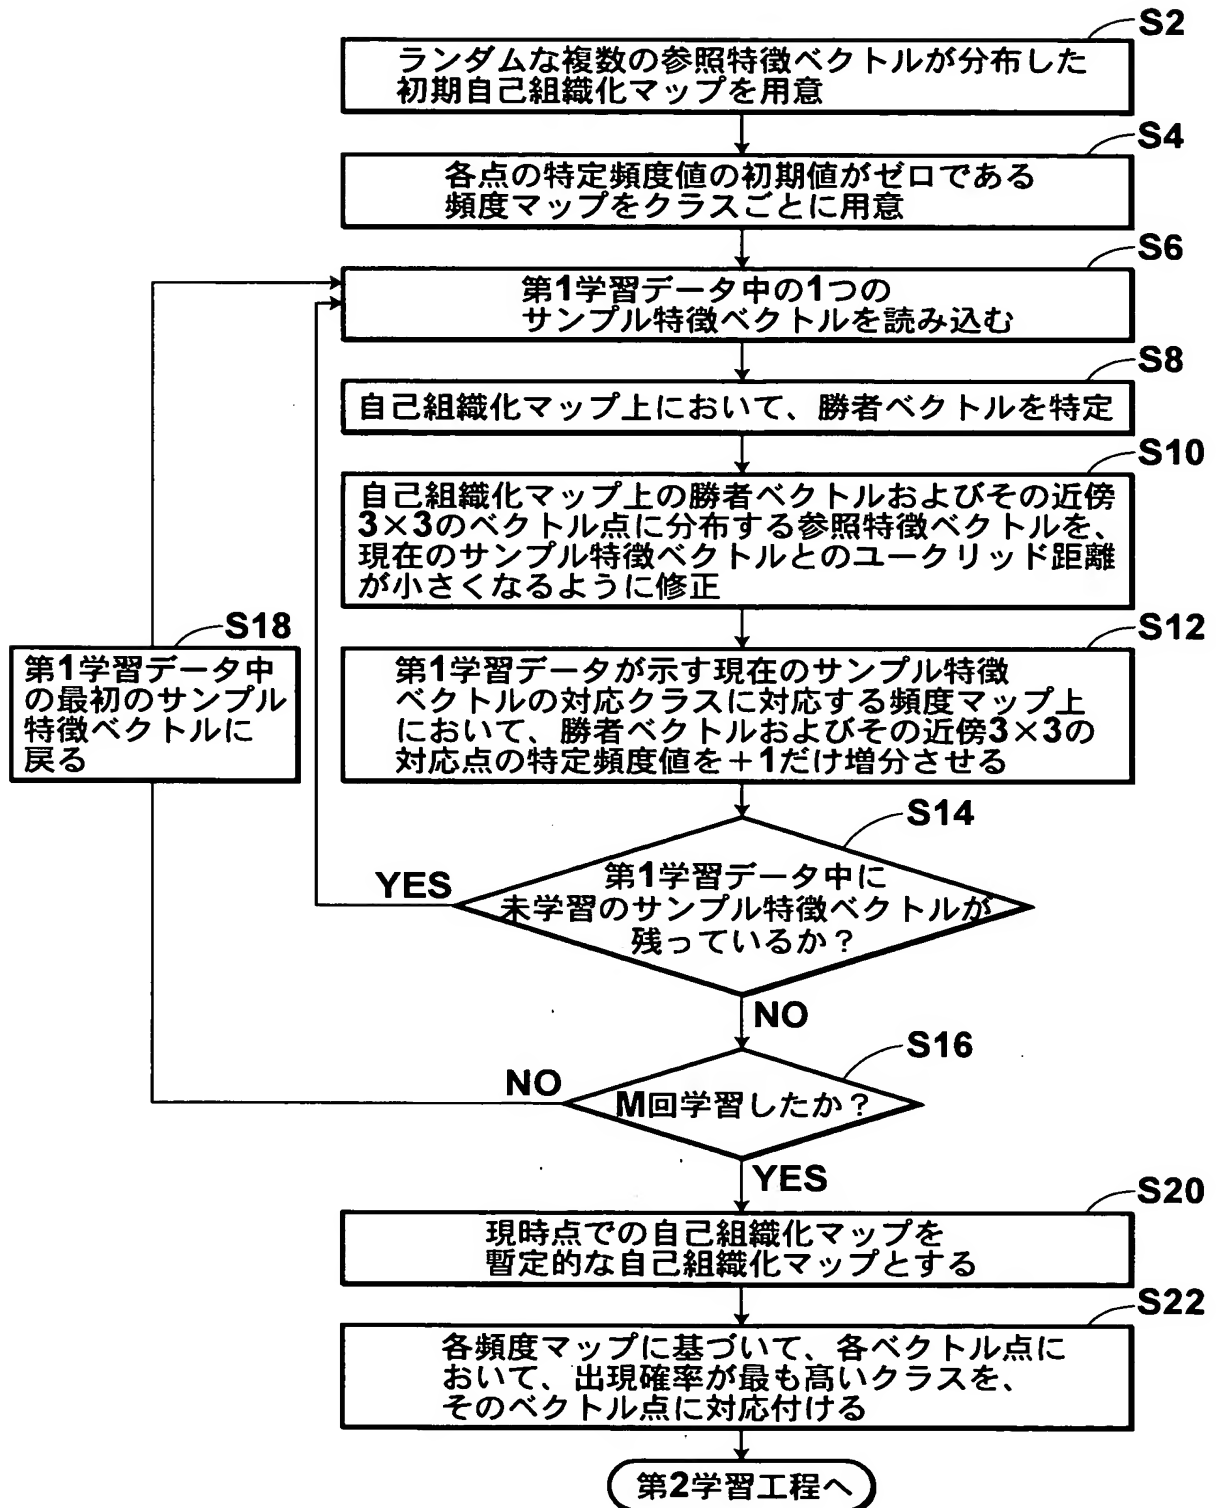 S2
ランダムな複数の参照特徴ベクトルが分布した
初期自己組織化マップを用意
S4
各点の特定頻度値の初期値がゼロである
頻度マップをクラスごとに用意
S6
第1学習データ中の1つの
サンプル特徴ベクトルを読み込む
S8
自己組織化マップ上において、勝者ベクトルを特定
S10
自己組織化マップ上の勝者ベクトルおよびその近傍
3×3のベクトル点に分布する参照特徴ベクトルを、
現在のサンプル特徴ベクトルとのユークリッド距離
が小さくなるように修正
S18
第1学習データ中
の最初のサンプル
特徴ベクトルに
戻る
S12
第1学習データが示す現在のサンプル特徴
ベクトルの対応クラスに対応する頻度マップ上
において、勝者ベクトルおよびその近傍3×3の
対応点の特定頻度値を＋1だけ増分させる
S14
YES
第1学習データ中に
未学習のサンプル特徴ベクトルが
残っているか？
NO
S16
NO
M回学習したか？
YES
S20
現時点での自己組織化マップを
暫定的な自己組織化マップとする
S22
各頻度マップに基づいて、各ベクトル点に
おいて、出現確率が最も高いクラスを、
そのベクトル点に対応付ける
第2学習工程へ